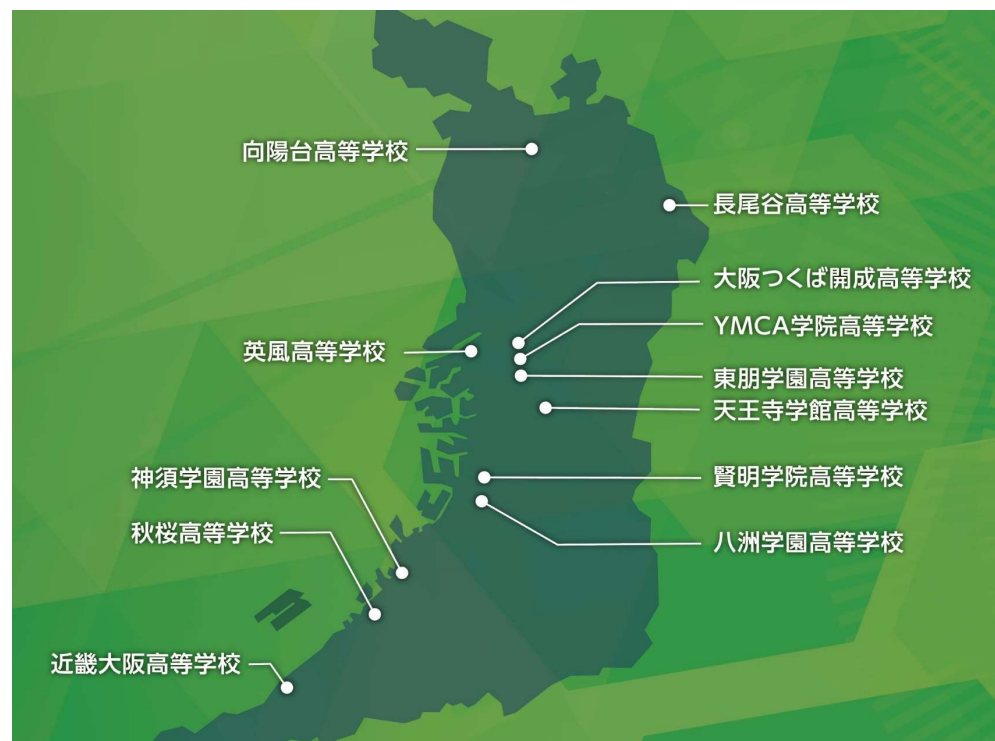 向陽台高等学校
長尾谷高等学校
大阪つくば開成高等学校
YMCA学院高等学校
英風高等学校
東朋学園高等学校
天王寺学館高等学校
神須学園高等学校
賢明学院高等学校
秋桜高等学校
八洲学園高等学校
近畿大阪高等学校